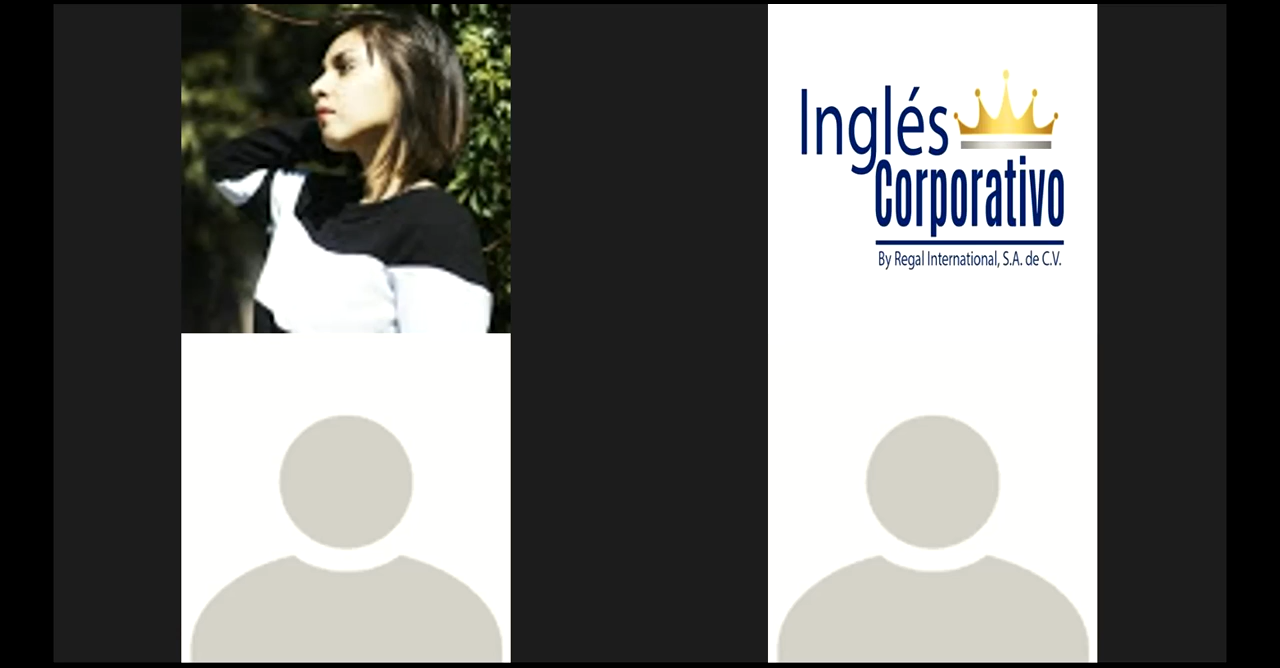 Inglés
Corporativo
By Regal International, S.A. de C.V.